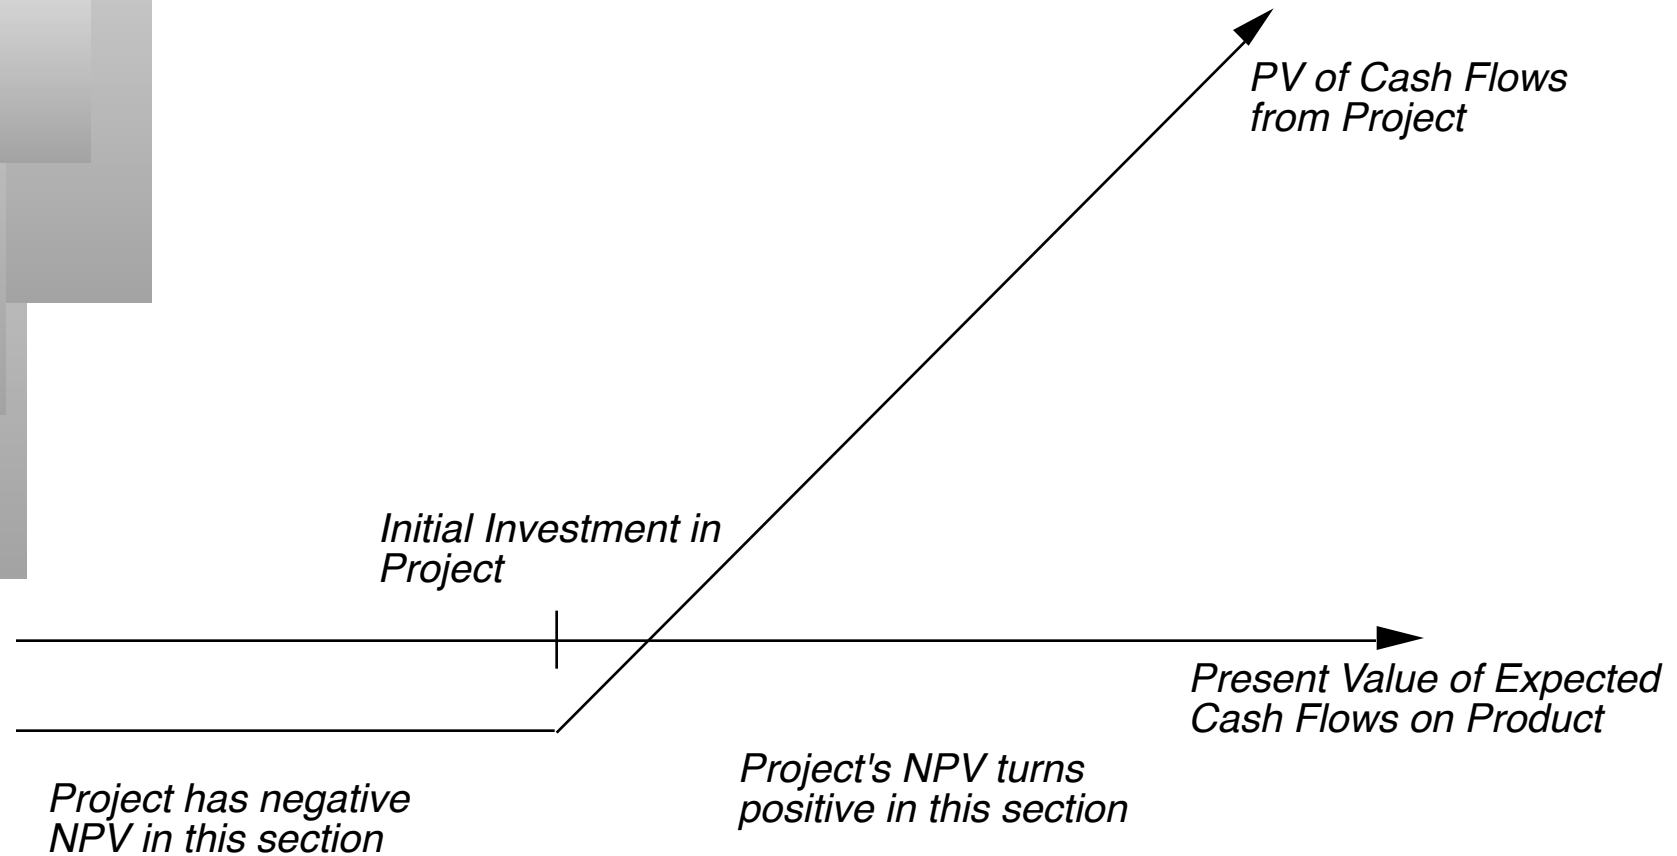 PV of Cash Flows
from Project
Initial Investment in
Project
Present Value of Expected
Cash Flows on Product
Project's NPV turns
positive in this section
Project has negative
NPV in this section